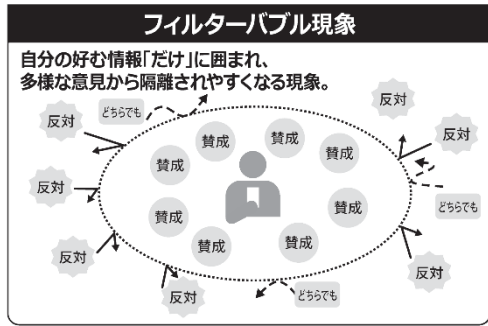 フィルターバブル現象
自分の好む情報「だけ」に囲まれ、
多様な意見から隔離されやすくなる現象。
反対
どちらでも
反対
反対
賛成
賛成
賛成
賛成
反対
賛成
賛成
どちらでも
反対
賛成
賛成
反対
反対
どちらでも